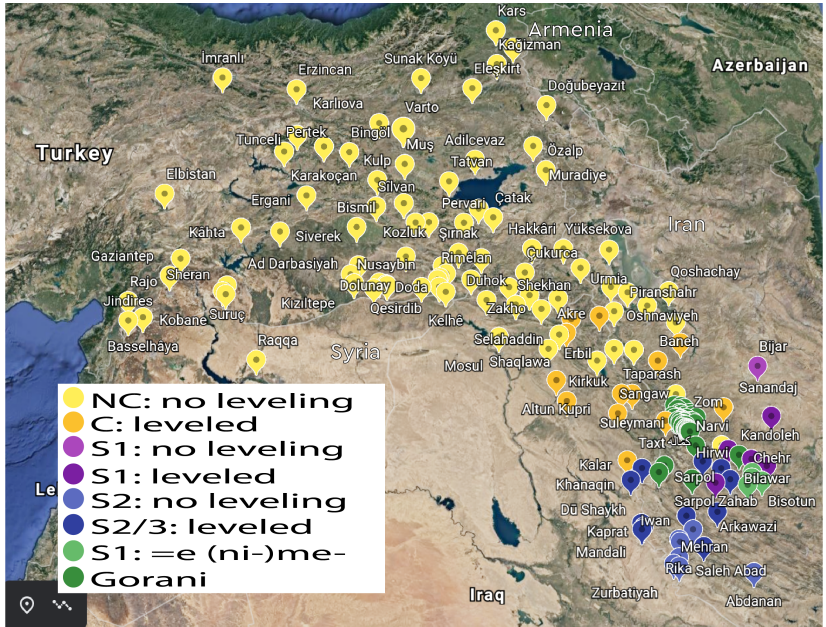 Kars
Armenia
Kağizman
İmranlı
Sunak Köyü
Eleşkirt
Azerbaijan
Erzincan
Doğubeyazıt
Karlıova
Varto
Pertek
Bingöl
Tunceli
Muş
Adilcevaz
Turkey
Kulp
Tatvan
Özalp
Elbistan
Karakoçan
Muradiye
Silvan
Ergani
Bismil
Pervari
Çatak
Kahta
Siverek
Kozluk
Şırnak
Hakkâri
Yüksekova
Iran
Gaziantep
Çukurca
Rimêlan
Rajo
Sheran
Ad Darbasiyah
Nusaybin
Urmia
Qoshachay
Jindires
Dolunay
Doda
Duhok
Shekhan
Piranshahr
Kobane
Suruç
Kızıltepe
Qesirdib
Zakho
Akre
Oshnaviyeh
Basselhaya
Kelhê
Raqqa
Selahaddin
Baneh
Syria
Mosul
Shaqlawa
Erbil
Bijar
Taparash
Kirkuk
Sanandaj
Altun Kupri
Sangaw
Zom
Suleymani
Narvi
Kandoleh
Taxt
Hirwi
Chehr
Kalar
Sarpol
Bilawar
Khanaqin
Sarpol Zahab
Bisotun
Dū Shaykh
Iwan
Arkawazi
Kaprat
Mandali
Mehran
Rika
Saleh Abad
Zurbatiyah
Abdanan
Iraq
Le
NC: no leveling
C: leveled
S1: no leveling
S1: leveled
S2: no leveling
S2/3: leveled
S1: =e (ni-)me-
Gorani